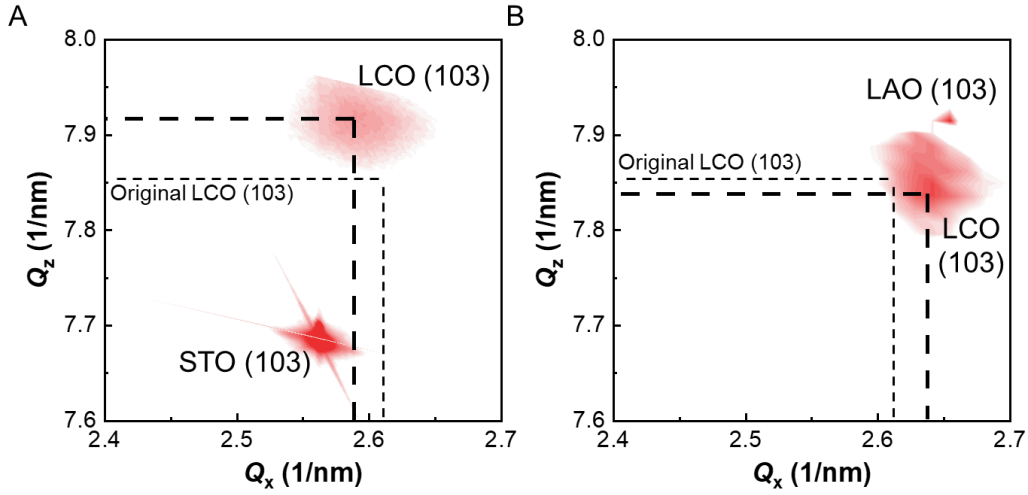 A
8.0
7.9
7.8
7.7
7.6
Qz (1/nm)
LCO (103)
Original LCO (103)
STO (103)
2.4
2.5
2.6
2.7
Qx (1/nm)
B
8.0
7.9
7.8
7.7
7.6
Qz (1/nm)
LAO (103)
Original LCO (103)
LCO
(103)
2.4
2.5
2.6
2.7
Qx (1/nm)